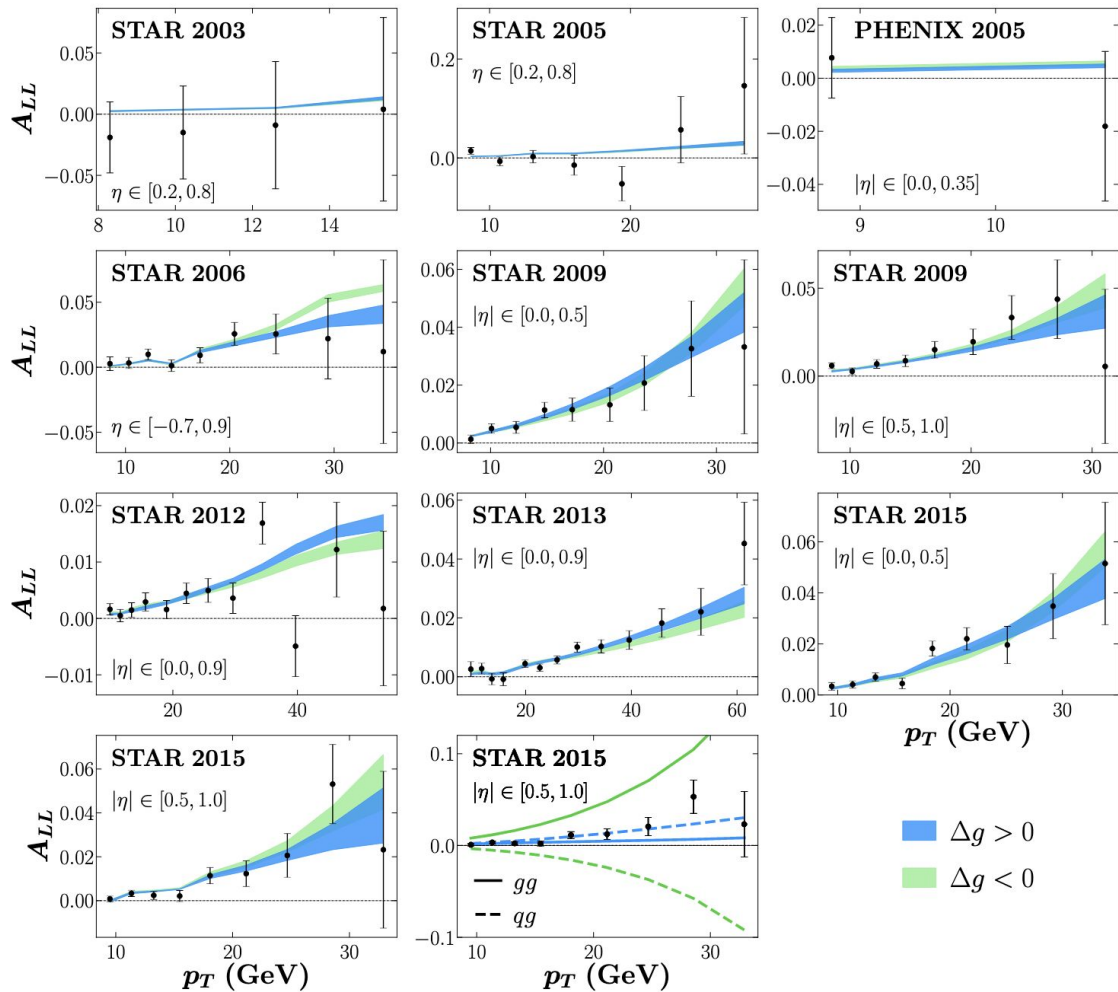 STAR 2003
η ∈ [0.2, 0.8]
A_LL
0.05
0.00
−0.05
8
10
12
14
STAR 2005
η ∈ [0.2, 0.8]
0.2
0.0
10
20
PHENIX 2005
|η| ∈ [0.0, 0.35]
0.00
−0.02
−0.04
9
10
STAR 2006
η ∈ [−0.7, 0.9]
A_LL
0.05
0.00
−0.05
10
20
30
STAR 2009
|η| ∈ [0.0, 0.5]
0.06
0.04
0.02
0.00
10
20
30
STAR 2009
|η| ∈ [0.5, 1.0]
0.05
0.00
10
20
30
STAR 2012
|η| ∈ [0.0, 0.9]
A_LL
0.02
0.01
0.00
−0.01
20
40
STAR 2013
|η| ∈ [0.0, 0.9]
0.06
0.04
0.02
0.00
20
30
40
50
60
STAR 2015
|η| ∈ [0.0, 0.5]
0.06
0.04
0.02
0.00
10
20
30
p_T (GeV)
STAR 2015
|η| ∈ [0.5, 1.0]
A_LL
0.06
0.04
0.02
0.00
10
20
30
p_T (GeV)
STAR 2015
|η| ∈ [0.5, 1.0]
0.1
0.0
−0.1
gg
qg
10
20
30
p_T (GeV)
Δg > 0
Δg < 0